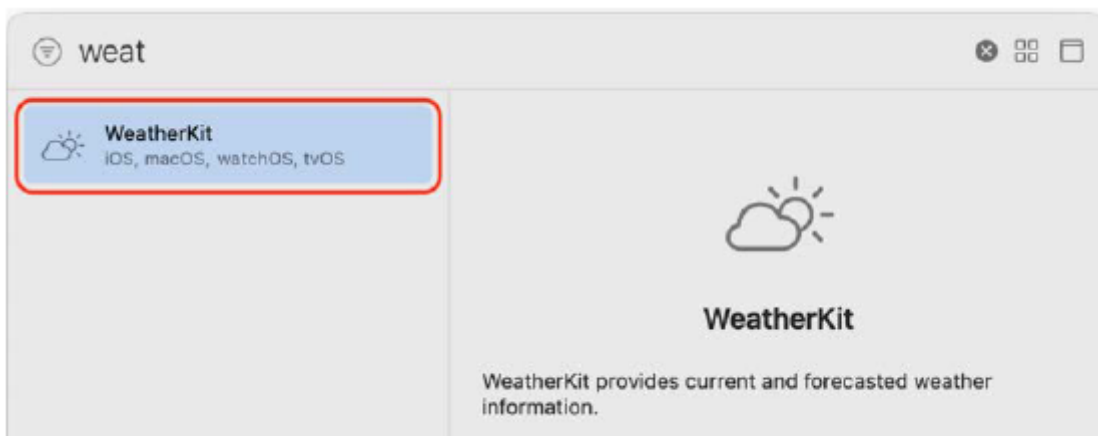 weat
WeatherKit
iOS, macOS, watchOS, tvOS
WeatherKit
WeatherKit provides current and forecasted weather
information.